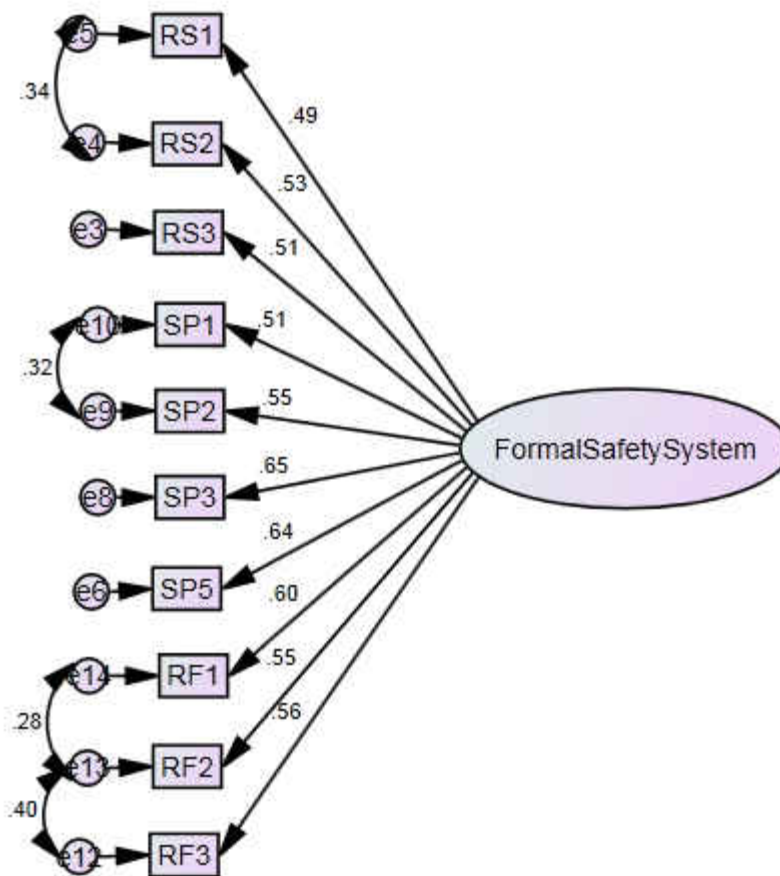 e5
RS1
.34
.49
e4
RS2
.53
e3
RS3
.51
e10
SP1
.51
.32
e9
SP2
.55
FormalSafetySystem
e8
SP3
.65
.64
e6
SP5
.60
e14
RF1
.55
.28
.56
e13
RF2
.40
e12
RF3